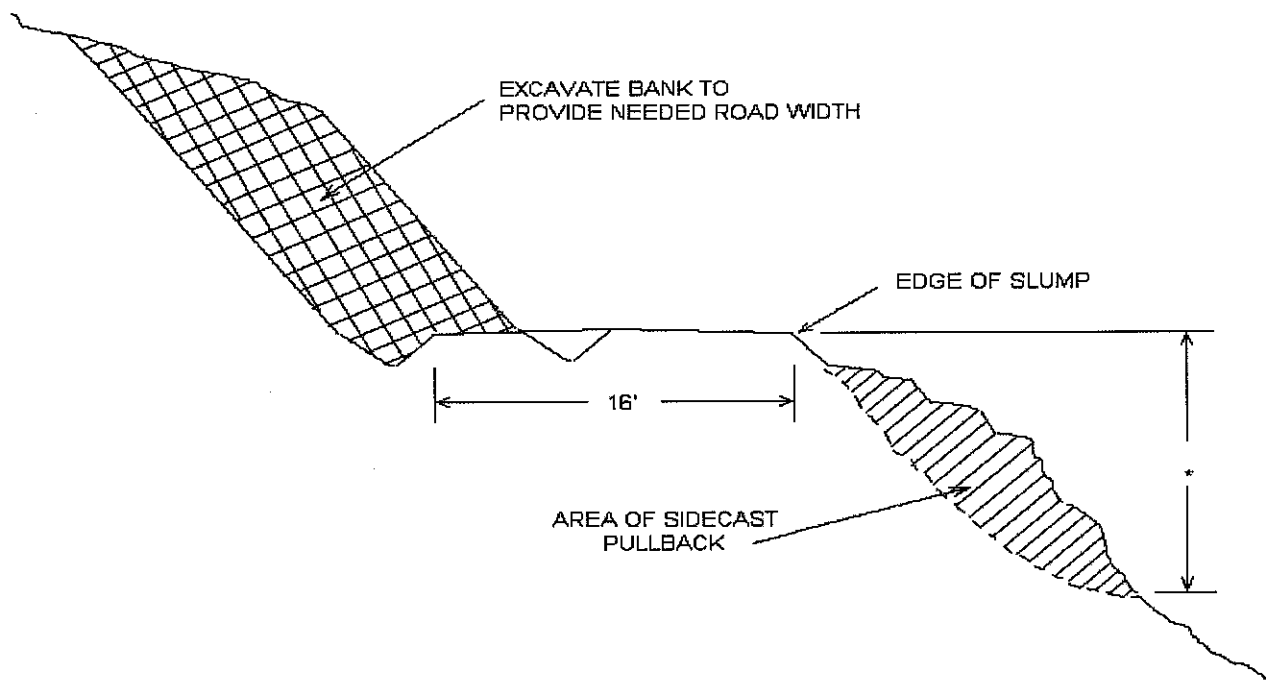 EXCAVATE BANK TO
PROVIDE NEEDED ROAD WIDTH
EDGE OF SLUMP
16'
*
AREA OF SIDECAST
PULLBACK